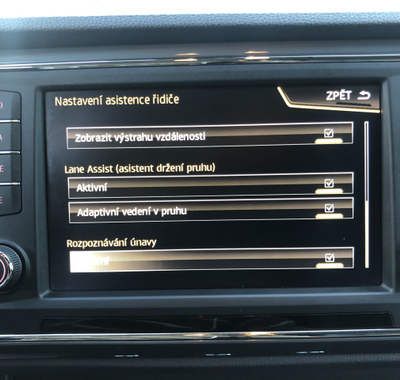 Nastavení asistence řidiče
ZPĚT
Zobrazit výstrahu vzdálenosti
Lane Assist (asistent držení pruhu)
Aktivní
Adaptivní vedení v pruhu
Rozpoznávání únavy